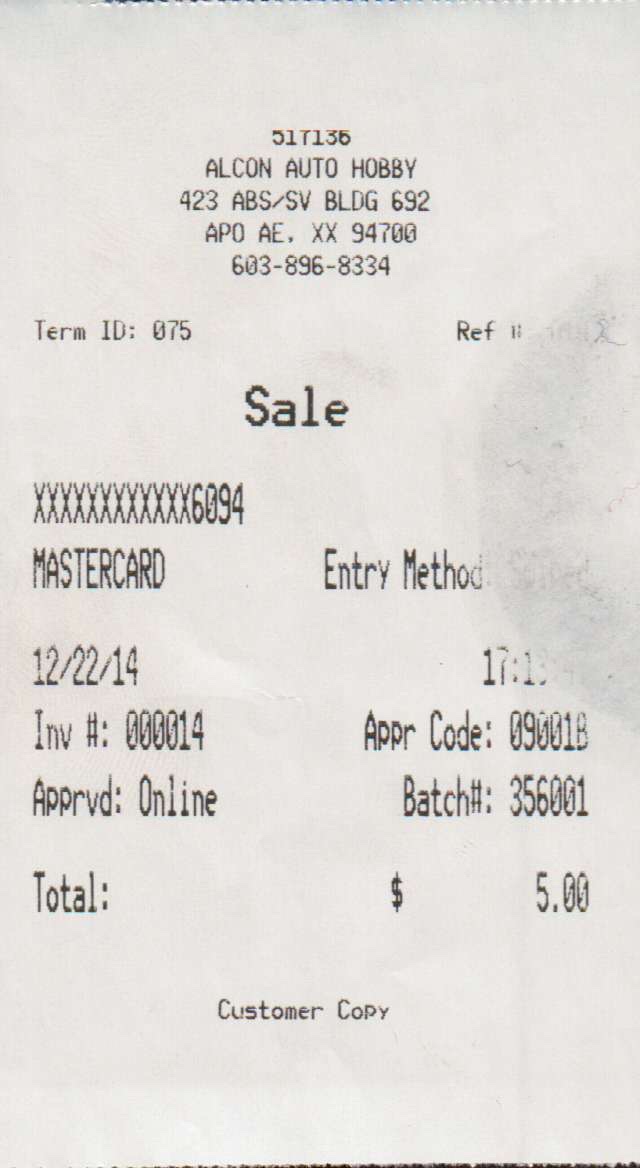 517136
ALCON AUTO HOBBY
423 ABS/SV BLDG 692
APO AE, XX 94700
603-896-8334
Term ID: 075 Ref #:
Sale
XXXXXXXXXXXX6094
MASTERCARD Entry Method:
12/22/14
Inv #: 000014 Appr Code: 09001B
Apprvd: Online Batch#: 356001
Total: $ 5.00
Customer Copy